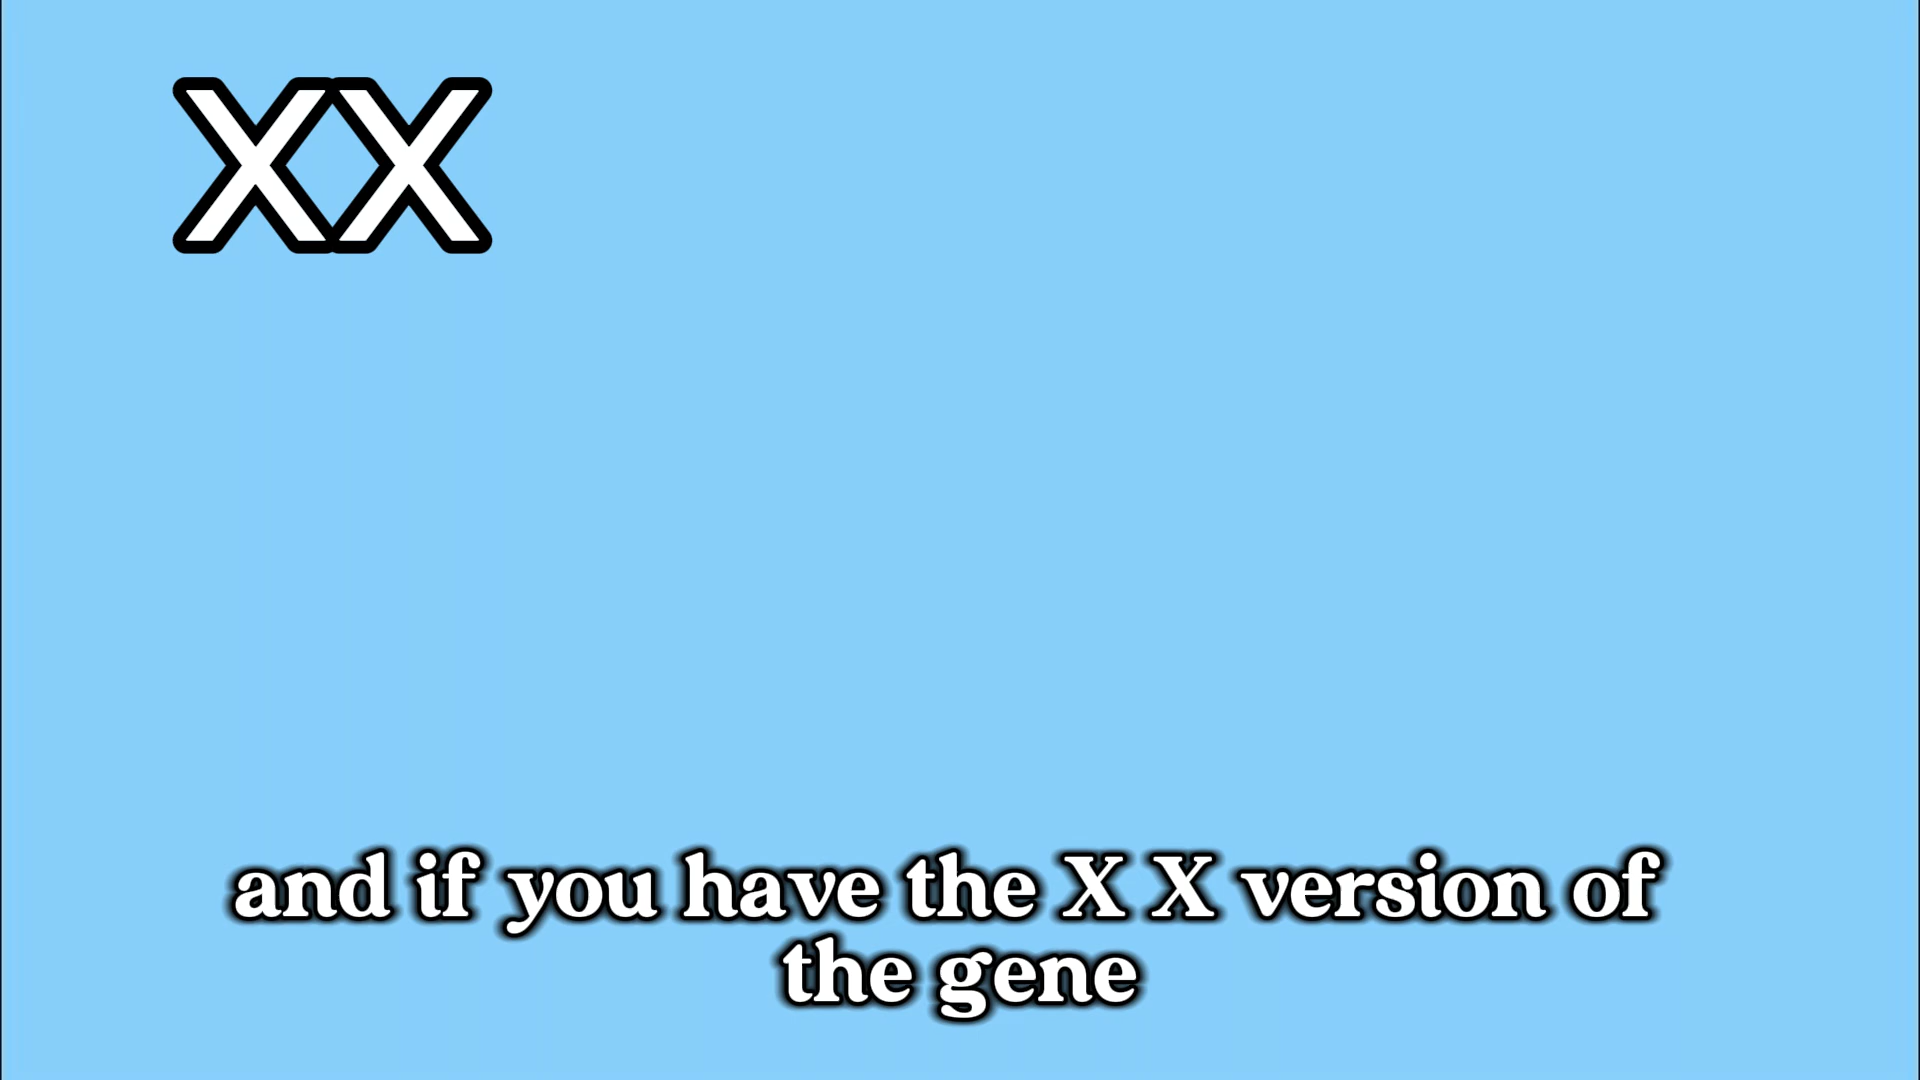 XX
and if you have the X X version of
the gene